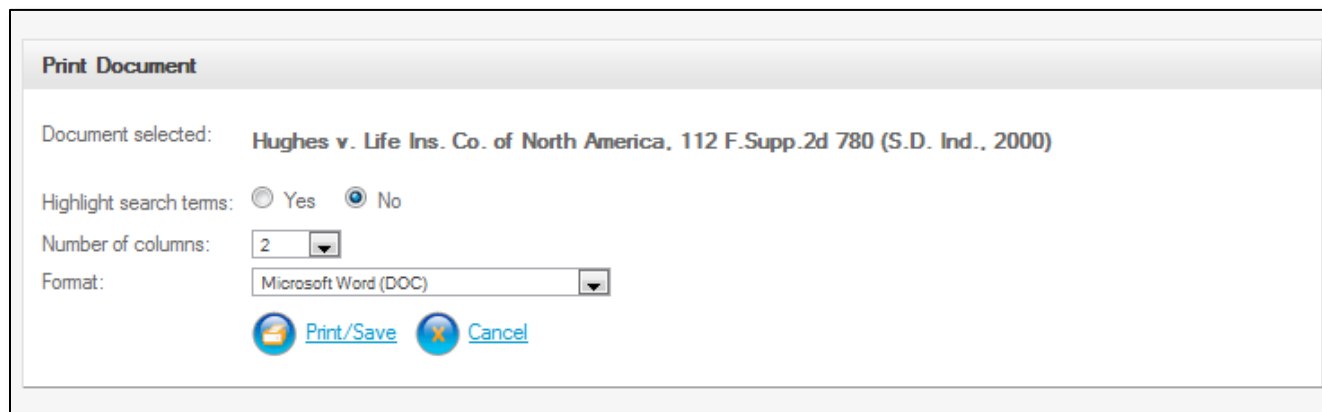 Print Document
Document selected: Hughes v. Life Ins. Co. of North America, 112 F.Supp.2d 780 (S.D. Ind., 2000)
Highlight search terms: Yes No
Number of columns: 2
Format: Microsoft Word (DOC)
Print/Save Cancel